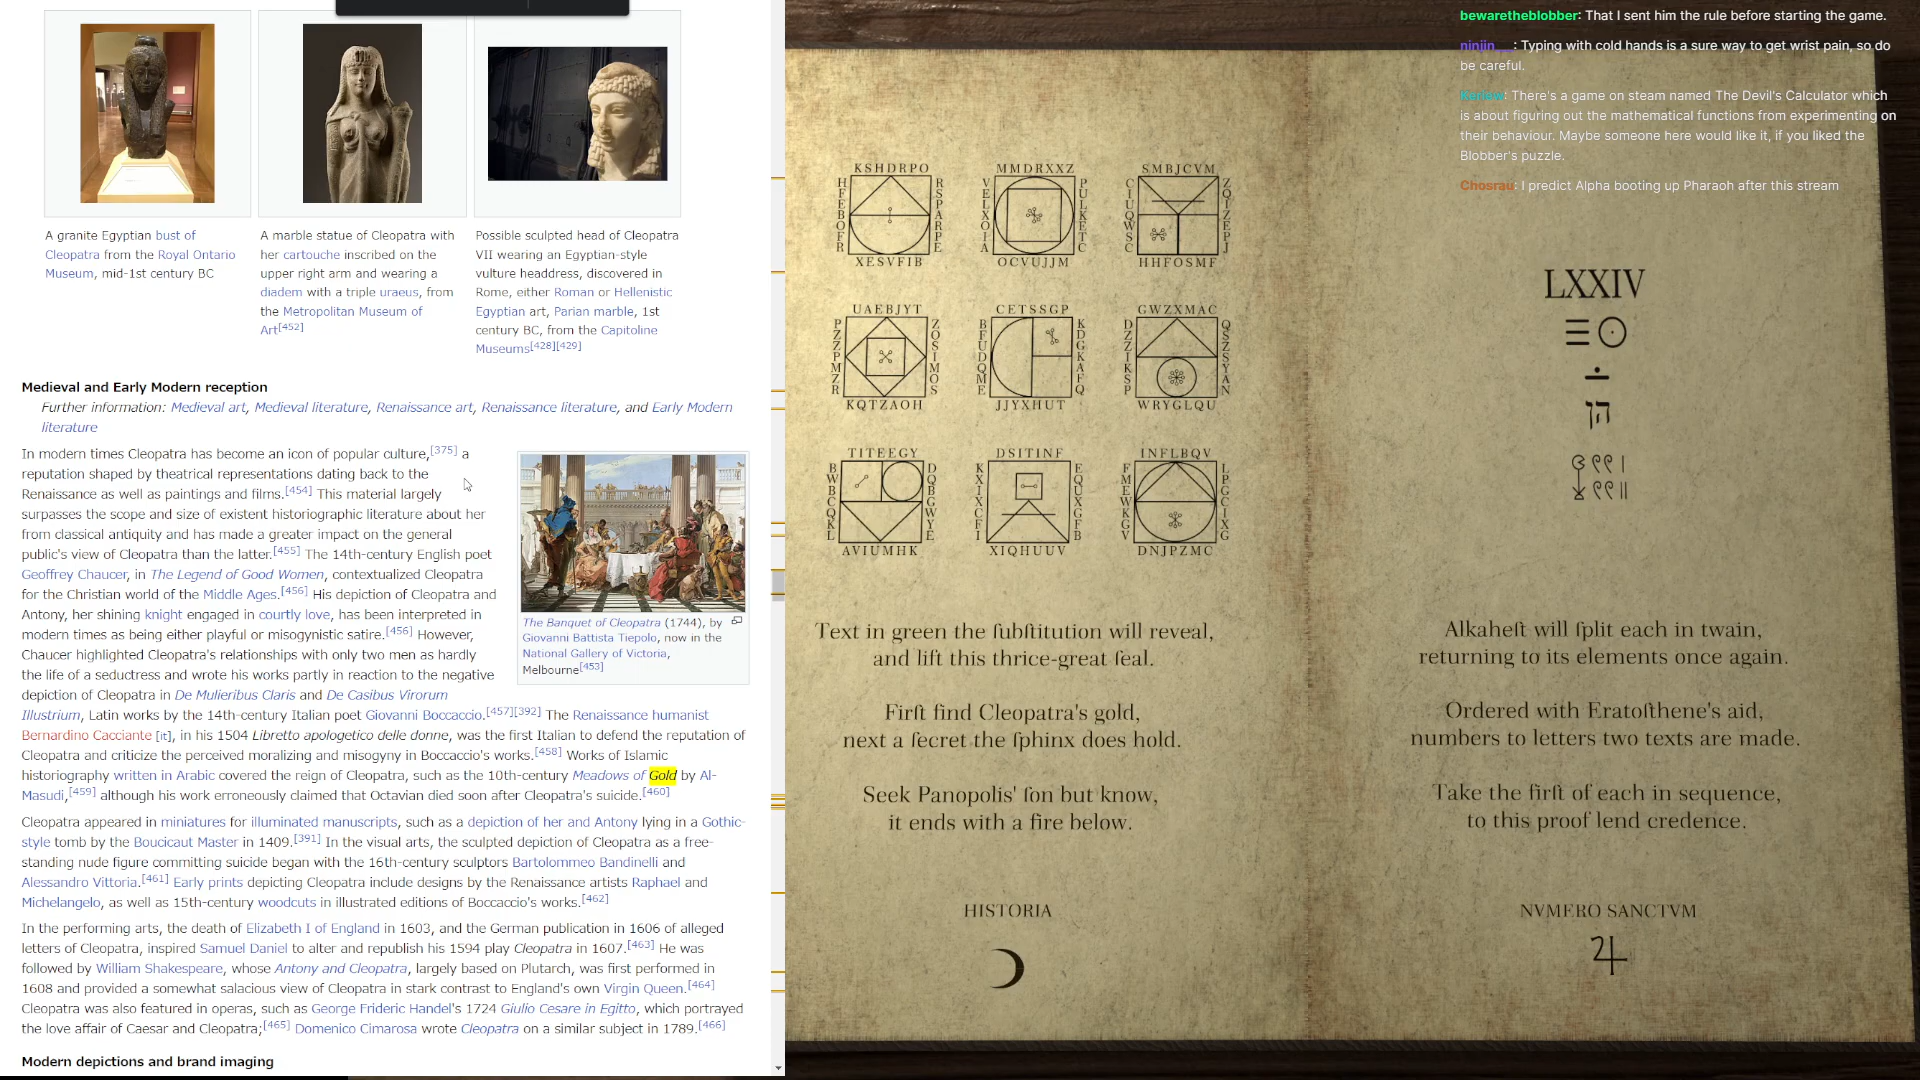 A granite Egyptian bust of
Cleopatra from the Royal Ontario
Museum, mid-1st century BC
A marble statue of Cleopatra with
her cartouche inscribed on the
upper right arm and wearing a
diadem with a triple uraeus, from
the Metropolitan Museum of
Art[452]
Possible sculpted head of Cleopatra
VII wearing an Egyptian-style
vulture headdress, discovered in
Rome, either Roman or Hellenistic
Egyptian art, Parian marble, 1st
century BC, from the Capitoline
Museums[428][429]
Medieval and Early Modern reception
Further information: Medieval art, Medieval literature, Renaissance art, Renaissance literature, and Early Modern
literature
In modern times Cleopatra has become an icon of popular culture,[375] a
reputation shaped by theatrical representations dating back to the
Renaissance as well as paintings and films.[454] This material largely
surpasses the scope and size of existent historiographic literature about her
from classical antiquity and has made a greater impact on the general
public's view of Cleopatra than the latter.[455] The 14th-century English poet
Geoffrey Chaucer, in The Legend of Good Women, contextualized Cleopatra
for the Christian world of the Middle Ages.[456] His depiction of Cleopatra and
Antony, her shining knight engaged in courtly love, has been interpreted in
modern times as being either playful or misogynistic satire.[456] However,
Chaucer highlighted Cleopatra's relationships with only two men as hardly
the life of a seductress and wrote his works partly in reaction to the negative
depiction of Cleopatra in De Mulieribus Claris and De Casibus Virorum
Illustrium, Latin works by the 14th-century Italian poet Giovanni Boccaccio.[457][392] The Renaissance humanist
Bernardino Cacciante [it], in his 1504 Libretto apologetico delle donne, was the first Italian to defend the reputation of
Cleopatra and criticize the perceived moralizing and misogyny in Boccaccio's works.[458] Works of Islamic
historiography written in Arabic covered the reign of Cleopatra, such as the 10th-century Meadows of Gold by Al-
Masudi,[459] although his work erroneously claimed that Octavian died soon after Cleopatra's suicide.[460]
The Banquet of Cleopatra (1744), by
Giovanni Battista Tiepolo, now in the
National Gallery of Victoria,
Melbourne[453]
Cleopatra appeared in miniatures for illuminated manuscripts, such as a depiction of her and Antony lying in a Gothic-
style tomb by the Boucicaut Master in 1409.[391] In the visual arts, the sculpted depiction of Cleopatra as a free-
standing nude figure committing suicide began with the 16th-century sculptors Bartolommeo Bandinelli and
Alessandro Vittoria.[461] Early prints depicting Cleopatra include designs by the Renaissance artists Raphael and
Michelangelo, as well as 15th-century woodcuts in illustrated editions of Boccaccio's works.[462]
In the performing arts, the death of Elizabeth I of England in 1603, and the German publication in 1606 of alleged
letters of Cleopatra, inspired Samuel Daniel to alter and republish his 1594 play Cleopatra in 1607.[463] He was
followed by William Shakespeare, whose Antony and Cleopatra, largely based on Plutarch, was first performed in
1608 and provided a somewhat salacious view of Cleopatra in stark contrast to England's own Virgin Queen.[464]
Cleopatra was also featured in operas, such as George Frideric Handel's 1724 Giulio Cesare in Egitto, which portrayed
the love affair of Caesar and Cleopatra;[465] Domenico Cimarosa wrote Cleopatra on a similar subject in 1789.[466]
Modern depictions and brand imaging
KSHDRPO
HFEBOFR
RSPARPE
XESVFIB
MMDRXXZ
VELXOIA
PULKETC
OCVUJJM
SMBJCVM
CIUQWSC
ZQIZEPJ
HHFOSMF
UAEBJYT
PZZPMZR
ZOSIMOS
KQTZAOH
CETSSGP
BFUDQME
KDGKAFQ
JJYXHUT
GWZXMAC
DZZIKSP
QSZSYAN
WRYGLQU
TITEEGY
BWBCQKL
DQBGWYE
AVIUMHK
DSITINF
KXIXCFI
EQUXGFB
XIQHUUV
INFLBQV
FMEWKGV
LPGCIXG
DNJPZMC
Text in green the ſubſtitution will reveal,
and lift this thrice-great ſeal.
Firſt find Cleopatra's gold,
next a ſecret the ſphinx does hold.
Seek Panopolis' ſon but know,
it ends with a fire below.
HISTORIA
LXXIV
הן
Alkaheſt will ſplit each in twain,
returning to its elements once again.
Ordered with Eratoſthene's aid,
numbers to letters two texts are made.
Take the firſt of each in sequence,
to this proof lend credence.
NVMERO SANCTVM
bewaretheblobber: That I sent him the rule before starting the game.
ninjin__: Typing with cold hands is a sure way to get wrist pain, so do
be careful.
: There's a game on steam named The Devil's Calculator which
is about figuring out the mathematical functions from experimenting on
their behaviour. Maybe someone here would like it, if you liked the
Blobber's puzzle.
Chosrau: I predict Alpha booting up Pharaoh after this stream